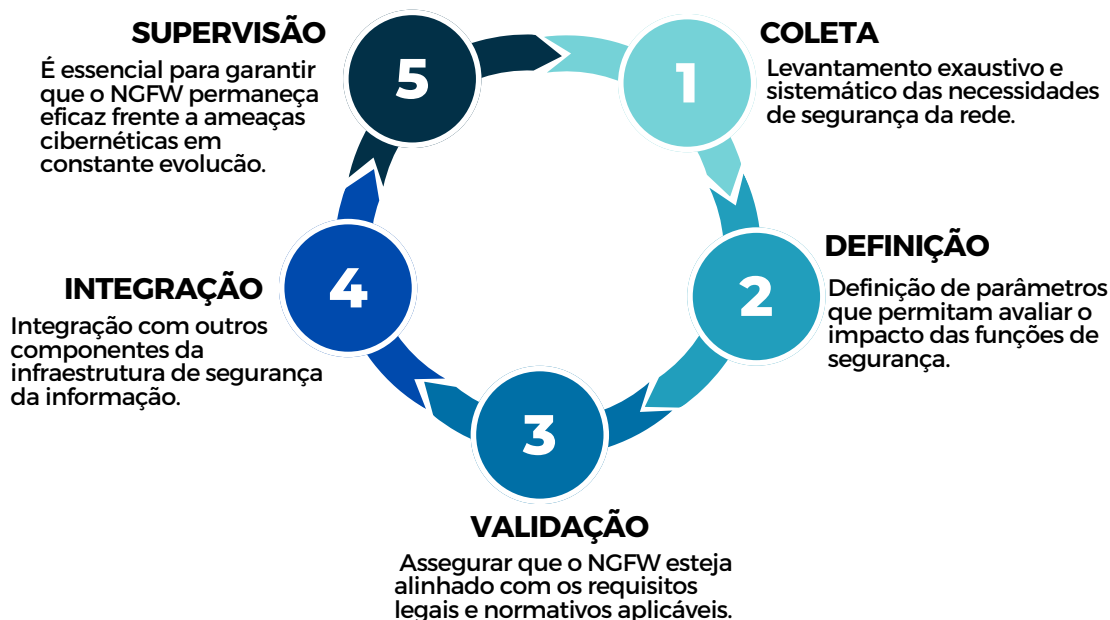 1
COLETA
Levantamento exaustivo e
sistemático das necessidades
de segurança da rede.
2
DEFINIÇÃO
Definição de parâmetros
que permitam avaliar o
impacto das funções de
segurança.
3
VALIDAÇÃO
Assegurar que o NGFW esteja
alinhado com os requisitos
legais e normativos aplicáveis.
4
INTEGRAÇÃO
Integração com outros
componentes da
infraestrutura de segurança
da informação.
5
SUPERVISÃO
É essencial para garantir
que o NGFW permaneça
eficaz frente a ameaças
cibernéticas em
constante evolucão.